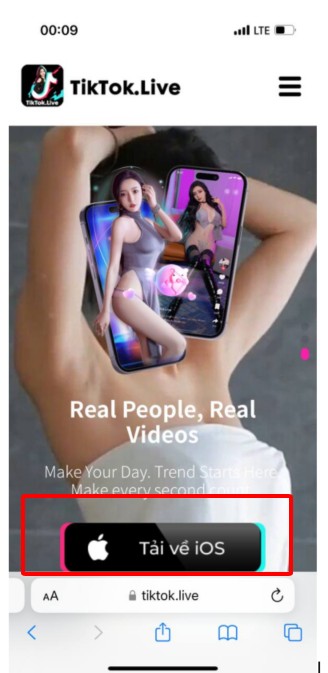 00:09
LTE
TikTok.Live
TikTok.Live
Real People, Real
Videos
Make Your Day. Trend Starts Here.
Make every second count.
Tải về iOS
AA
tiktok.live